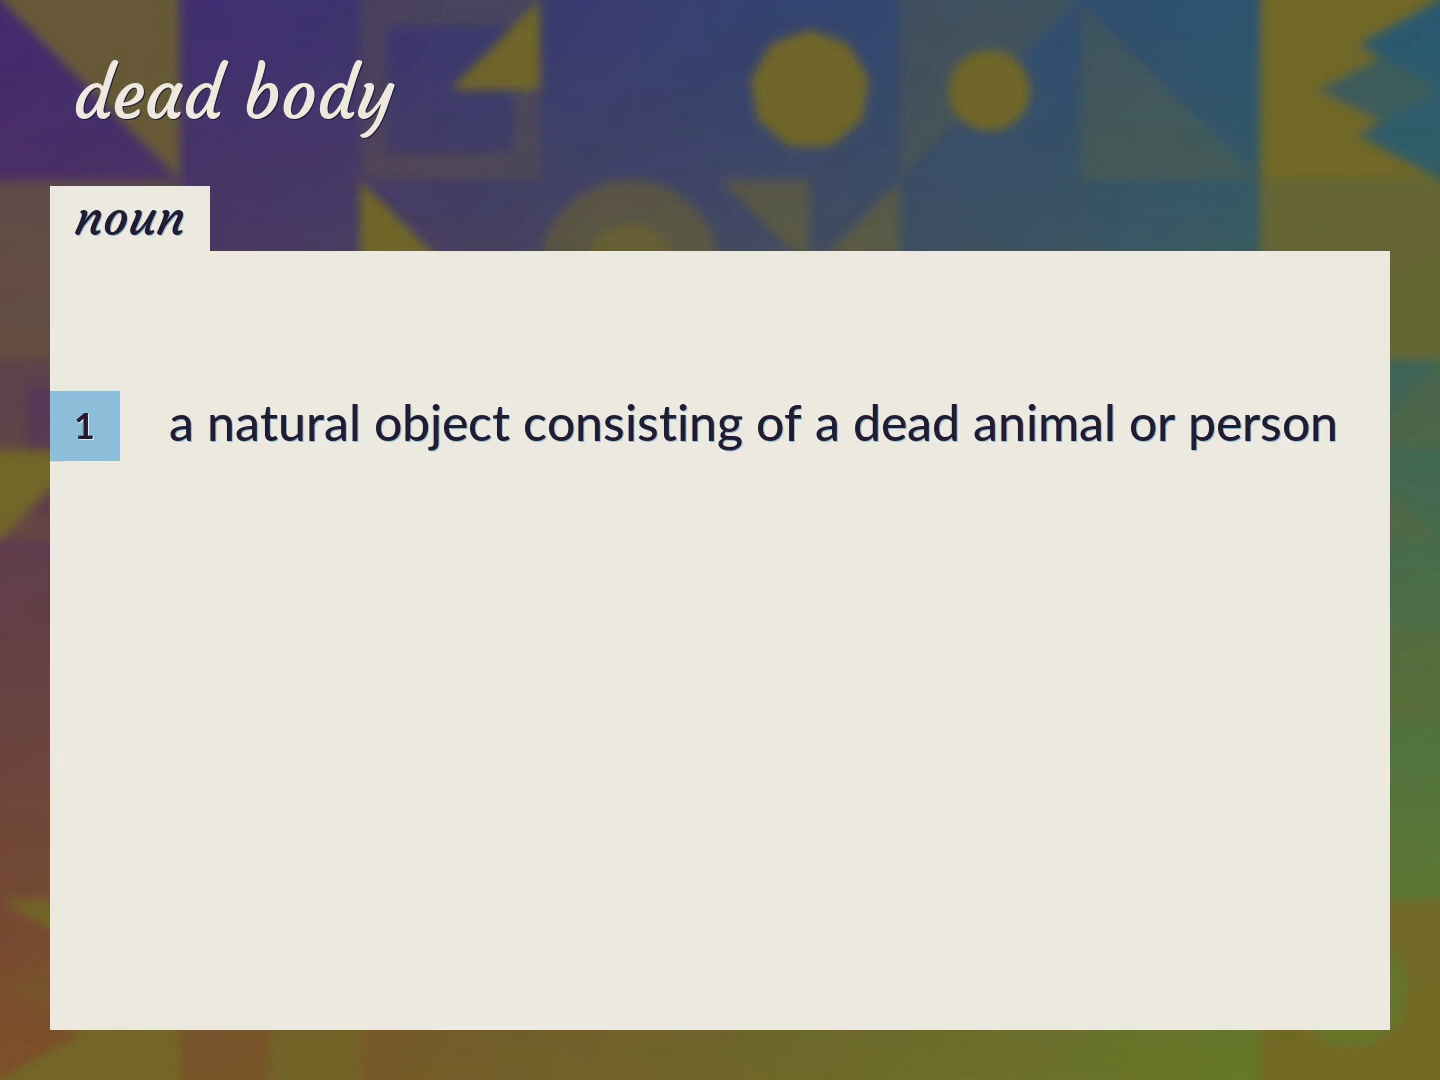 dead body
noun
1 a natural object consisting of a dead animal or person